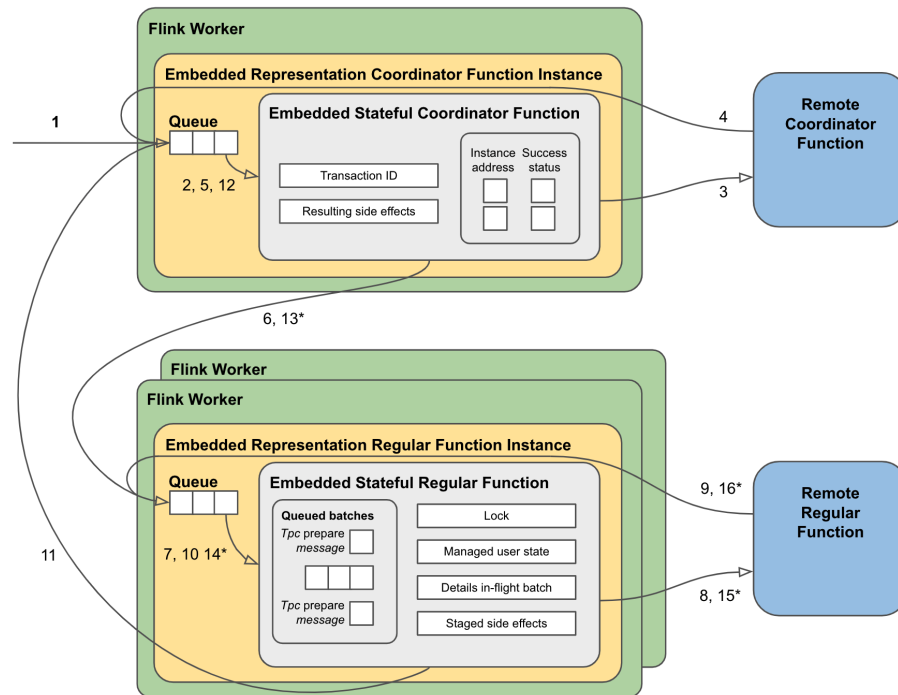 Flink Worker
Embedded Representation Coordinator Function Instance
1
Queue
2, 5, 12
Embedded Stateful Coordinator Function
Transaction ID
Resulting side effects
Instance
address
Success
status
4
3
Remote
Coordinator
Function
6, 13*
Flink Worker
Flink Worker
Embedded Representation Regular Function Instance
Queue
7, 10 14*
11
Embedded Stateful Regular Function
Queued batches
Tpc prepare
message
Tpc prepare
message
Lock
Managed user state
Details in-flight batch
Staged side effects
9, 16*
8, 15*
Remote
Regular
Function